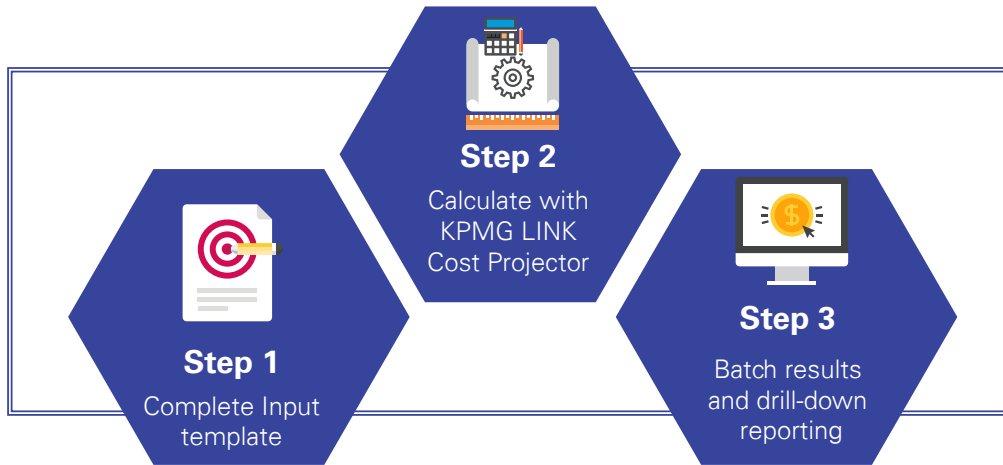 Step 1
Complete Input
template
Step 2
Calculate with
KPMG LINK
Cost Projector
Step 3
Batch results
and drill-down
reporting